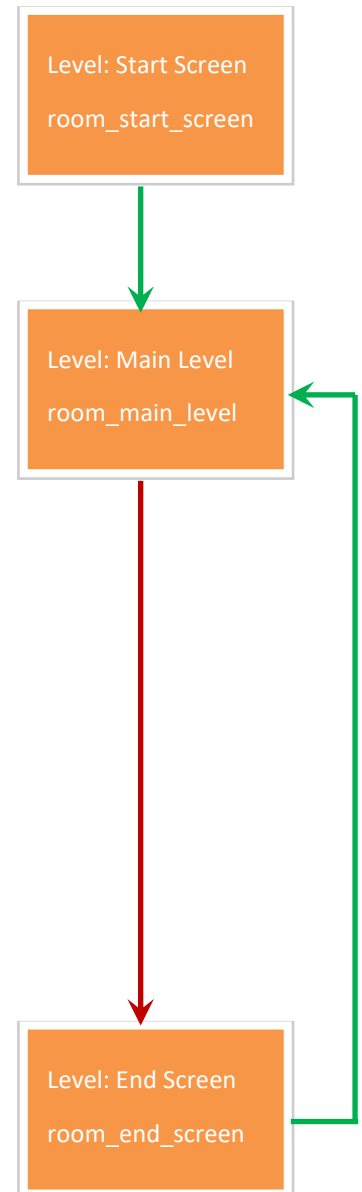 Level: Start Screen
room_start_screen
Level: Main Level
room_main_level
Level: End Screen
room_end_screen